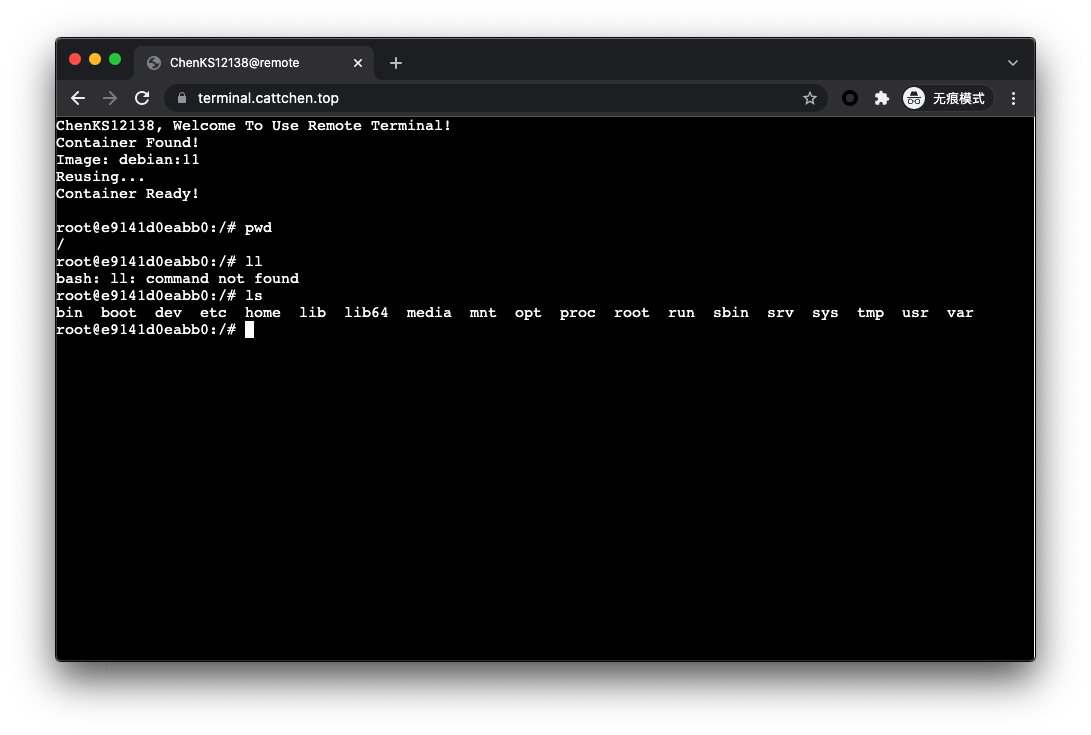 ChenKS12138@remote
terminal.cattchen.top
无痕模式
ChenKS12138, Welcome To Use Remote Terminal!
Container Found!
Image: debian:11
Reusing...
Container Ready!
root@e9141d0eabb0:/# pwd
/
root@e9141d0eabb0:/# ll
bash: ll: command not found
root@e9141d0eabb0:/# ls
bin  boot  dev  etc  home  lib  lib64  media  mnt  opt  proc  root  run  sbin  srv  sys  tmp  usr  var
root@e9141d0eabb0:/#